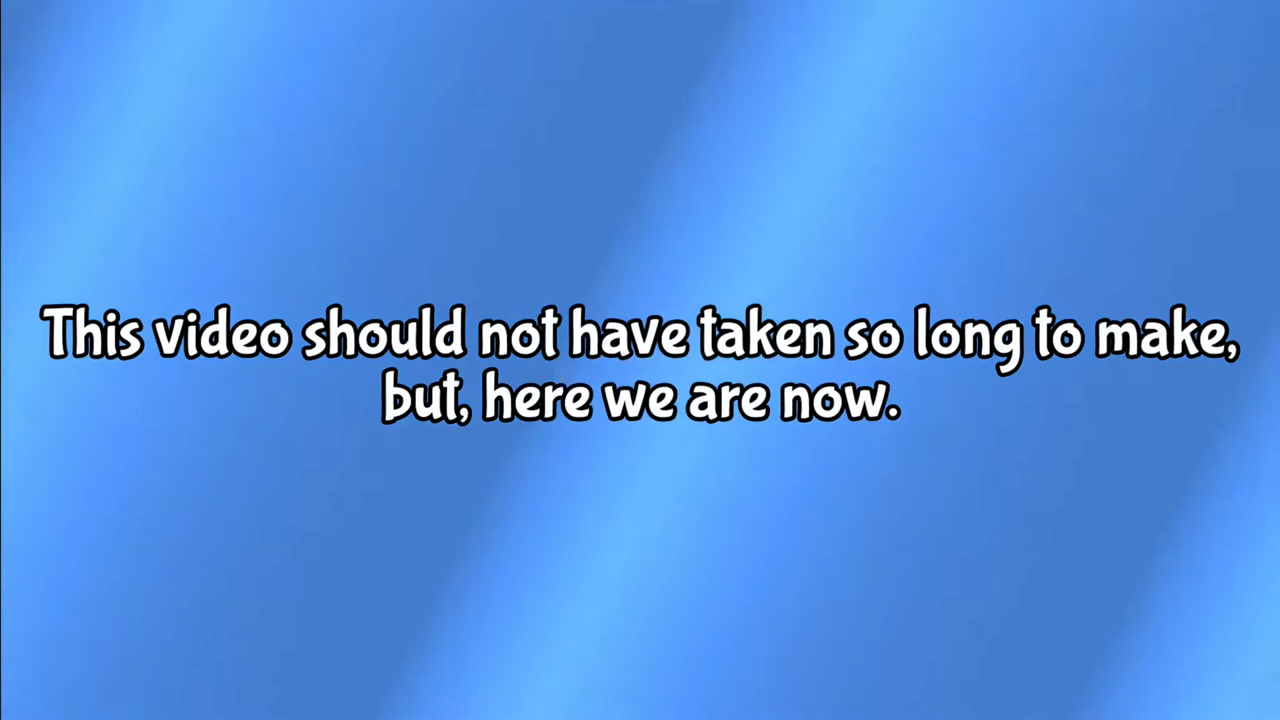 This video should not have taken so long to make,
but, here we are now.